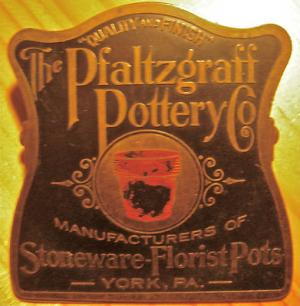 "QUALITY AND FINISH"
The Pfaltzgraff
Pottery Co
MANUFACTURERS OF
Stoneware-Florist Pots
YORK, PA.